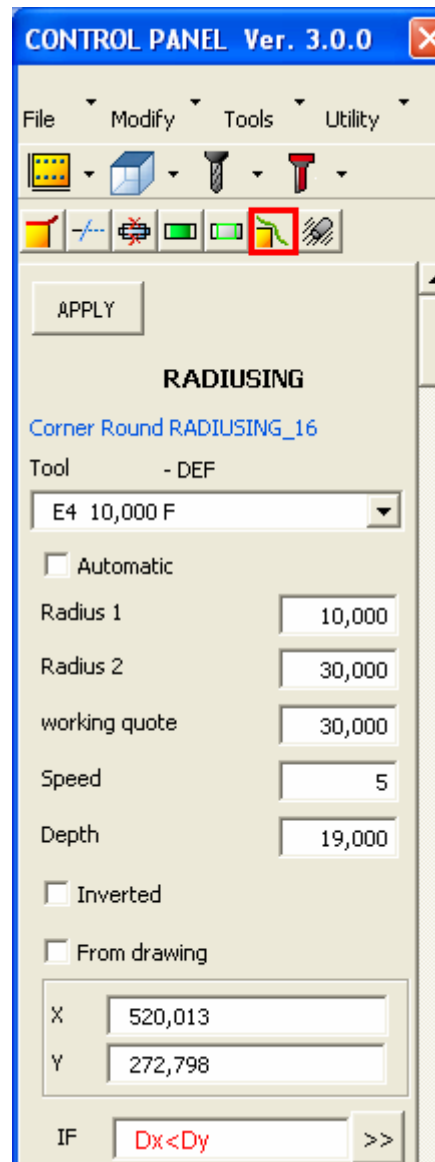 CONTROL PANEL Ver. 3.0.0
File Modify Tools Utility
APPLY
RADIUSING
Corner Round RADIUSING_16
Tool - DEF
E4 10,000 F
Automatic
Radius 1 10,000
Radius 2 30,000
working quote 30,000
Speed 5
Depth 19,000
Inverted
From drawing
X 520,013
Y 272,798
IF Dx<Dy >>